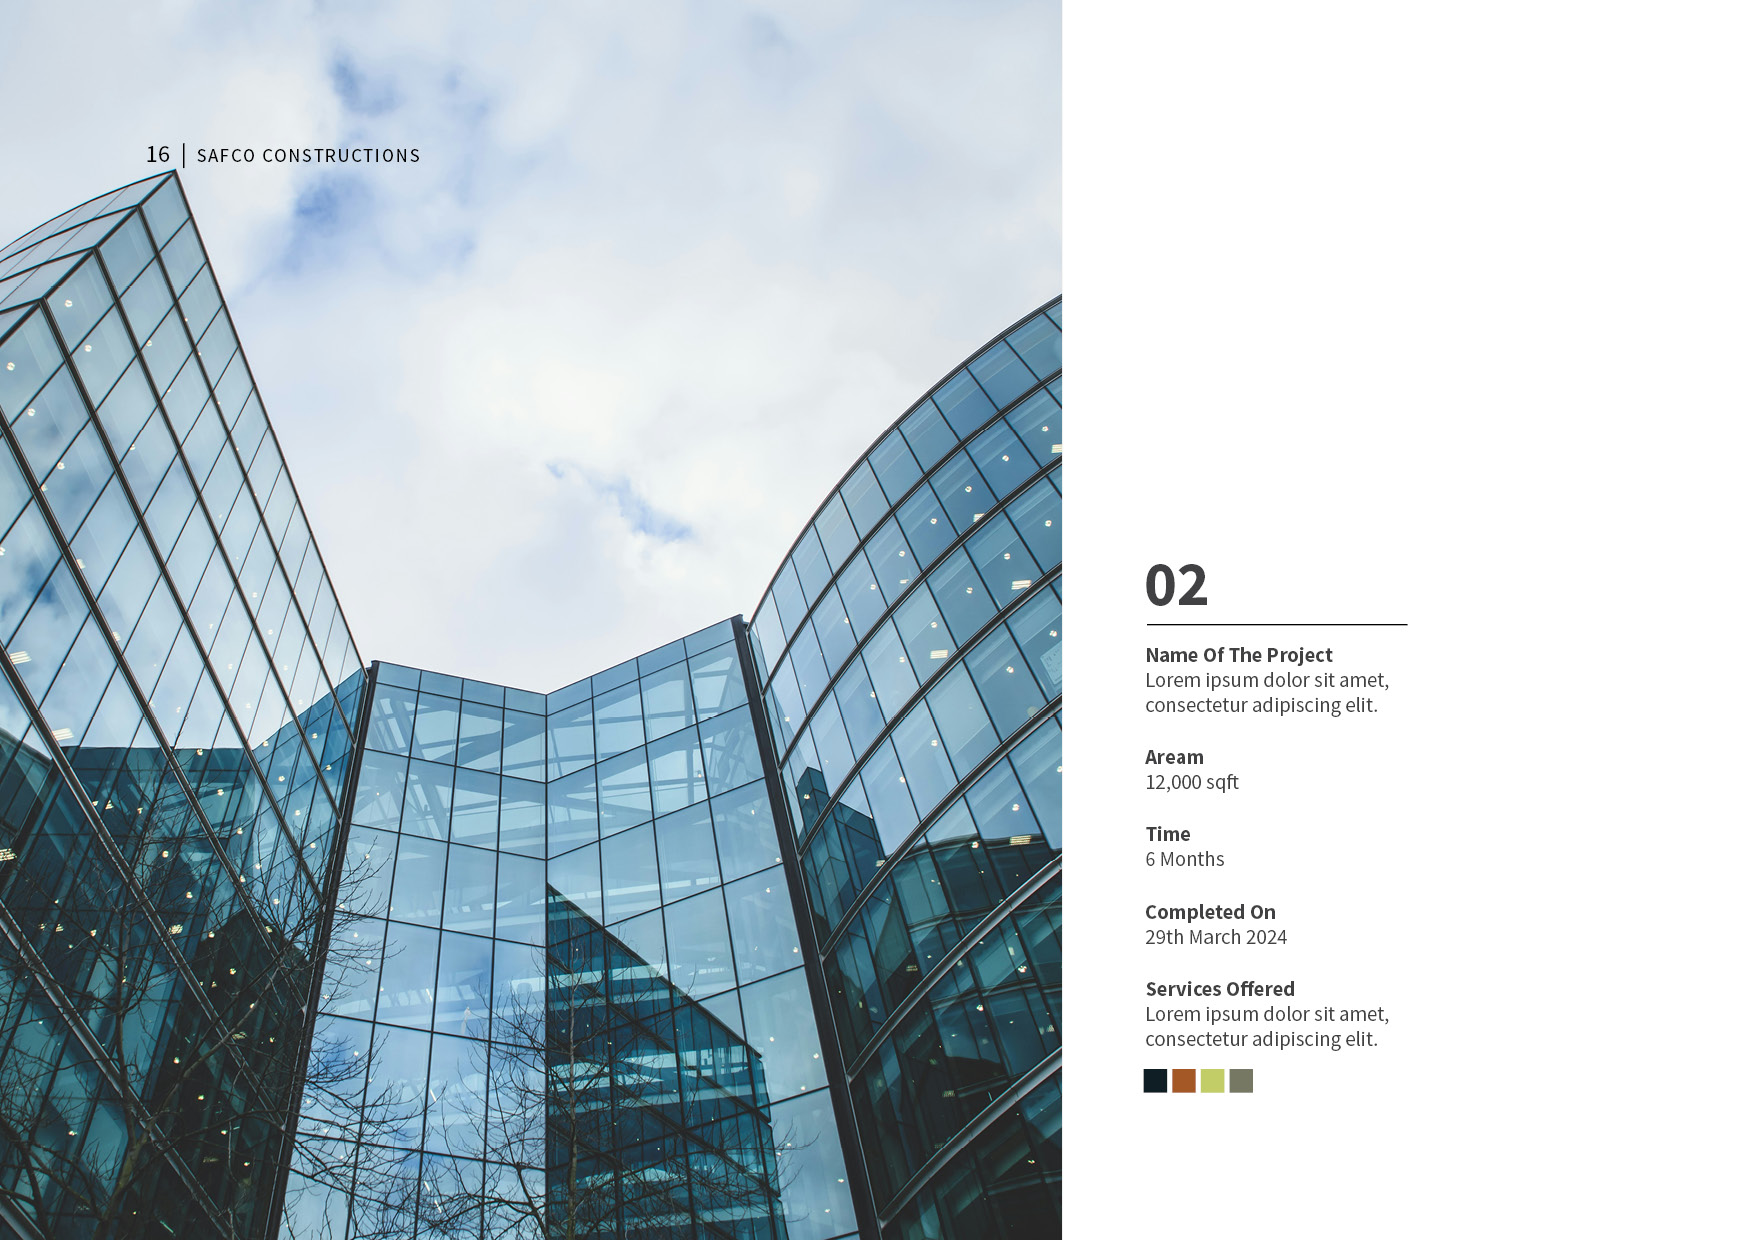 16 | SAFCO CONSTRUCTIONS
02
Name Of The Project
Lorem ipsum dolor sit amet,
consectetur adipiscing elit.
Aream
12,000 sqft
Time
6 Months
Completed On
29th March 2024
Services Offered
Lorem ipsum dolor sit amet,
consectetur adipiscing elit.